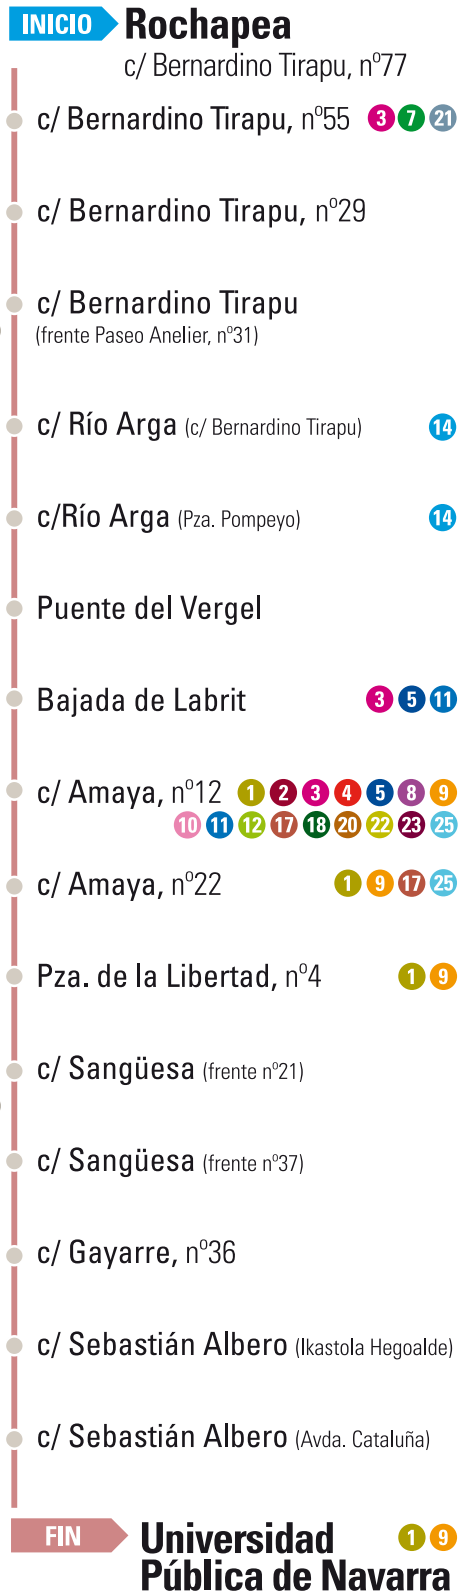 INICIO Rochapea
c/ Bernardino Tirapu, nº77
c/ Bernardino Tirapu, nº55 3 7 21
c/ Bernardino Tirapu, nº29
c/ Bernardino Tirapu
(frente Paseo Anelier, nº31)
c/ Río Arga (c/ Bernardino Tirapu) 14
c/Río Arga (Pza. Pompeyo) 14
Puente del Vergel
Bajada de Labrit 3 5 11
c/ Amaya, nº12 1 2 3 4 5 8 9
10 11 12 17 18 20 22 23 25
c/ Amaya, nº22 1 9 17 25
Pza. de la Libertad, nº4 1 9
c/ Sangüesa (frente nº21)
c/ Sangüesa (frente nº37)
c/ Gayarre, nº36
c/ Sebastián Albero (Ikastola Hegoalde)
c/ Sebastián Albero (Avda. Cataluña)
FIN Universidad 1 9
Pública de Navarra